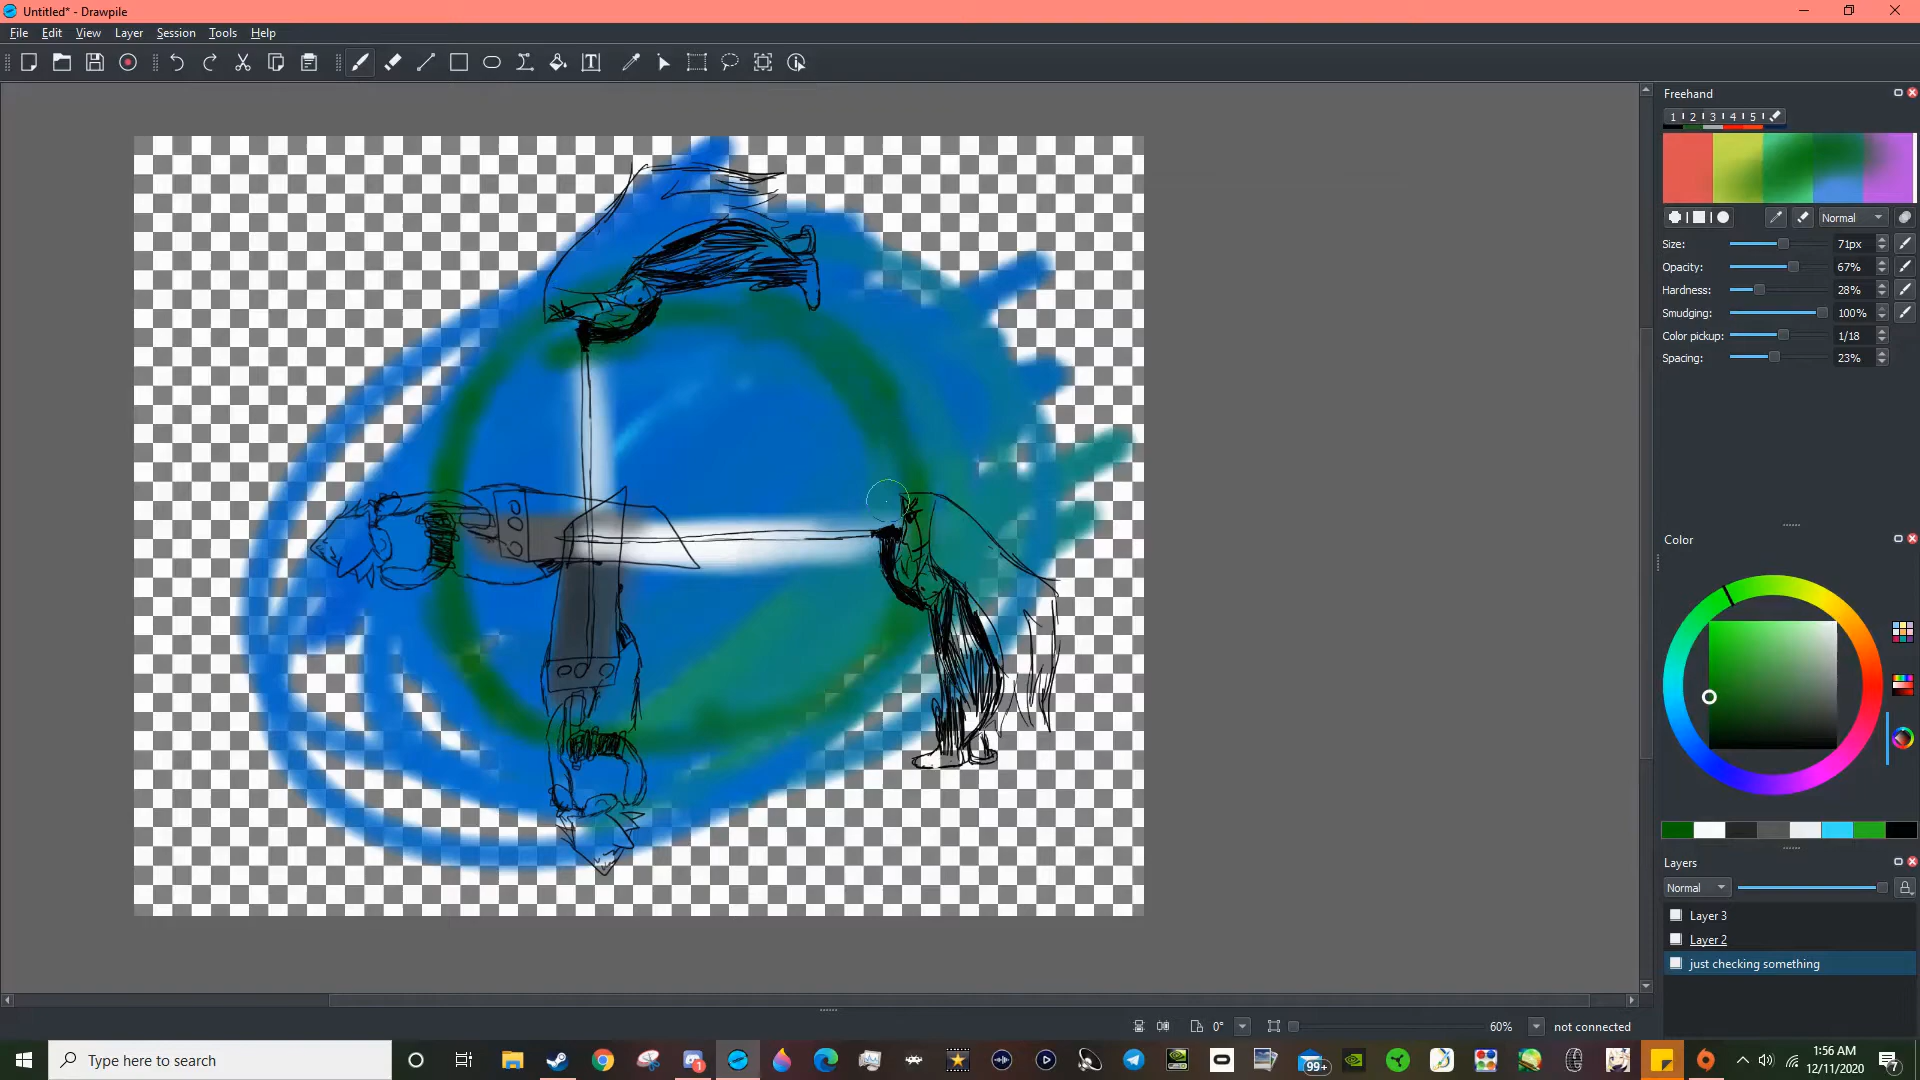 Untitled* - Drawpile
File Edit View Layer Session Tools Help
Freehand
1 2 3 4 5
Normal
Size: 71px
Opacity: 67%
Hardness: 28%
Smudging: 100%
Color pickup: 1/18
Spacing: 23%
Color
Layers
Normal
Layer 3
Layer 2
just checking something
0° 60% not connected
Type here to search
1
99+
1:56 AM
12/11/2020
7